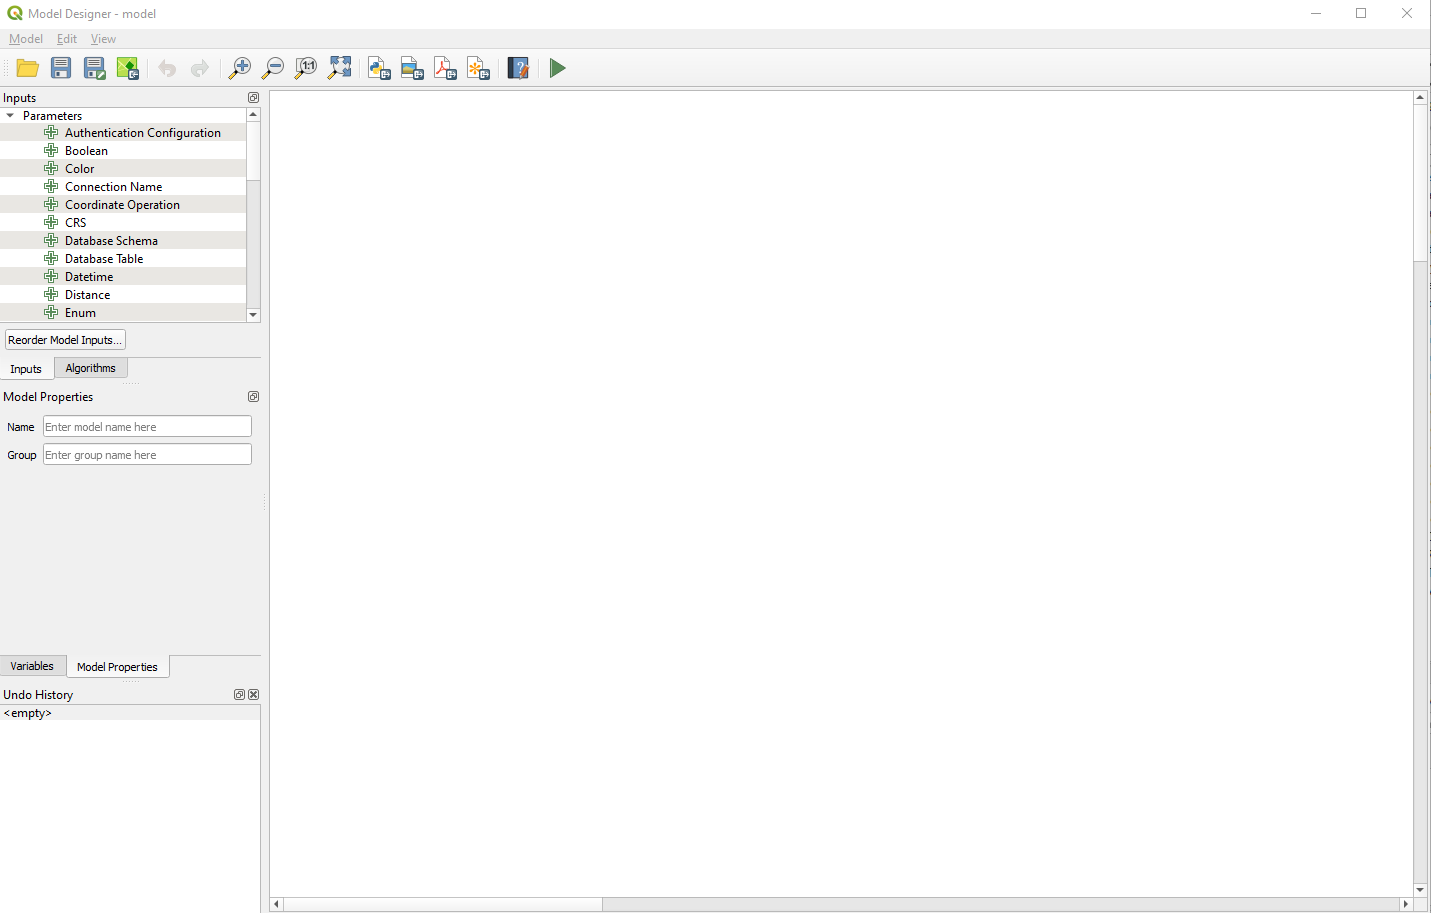 Model Designer - model
Model Edit View
Inputs
Parameters
Authentication Configuration
Boolean
Color
Connection Name
Coordinate Operation
CRS
Database Schema
Database Table
Datetime
Distance
Enum
Reorder Model Inputs...
Inputs Algorithms
Model Properties
Name Enter model name here
Group Enter group name here
Variables Model Properties
Undo History
<empty>